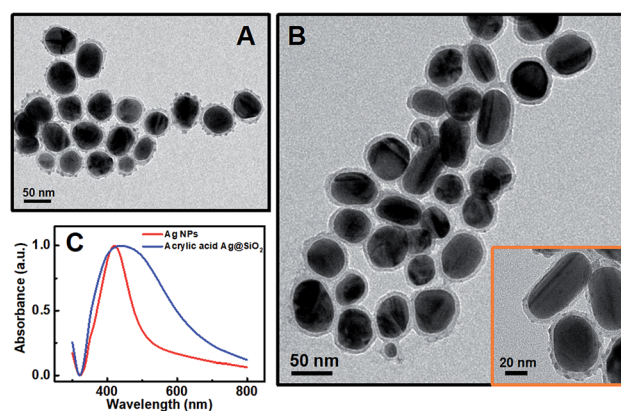 A
50 nm
B
50 nm
20 nm
C
Ag NPs
Acrylic acid Ag@SiO₂
Absorbance (a.u.)
1.0
0.5
0.0
400
600
800
Wavelength (nm)